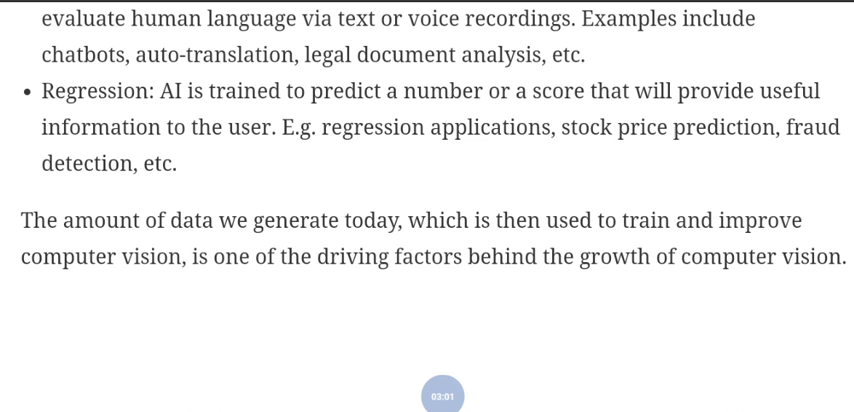 evaluate human language via text or voice recordings. Examples include
chatbots, auto-translation, legal document analysis, etc.
• Regression: AI is trained to predict a number or a score that will provide useful
information to the user. E.g. regression applications, stock price prediction, fraud
detection, etc.
The amount of data we generate today, which is then used to train and improve
computer vision, is one of the driving factors behind the growth of computer vision.
03:01